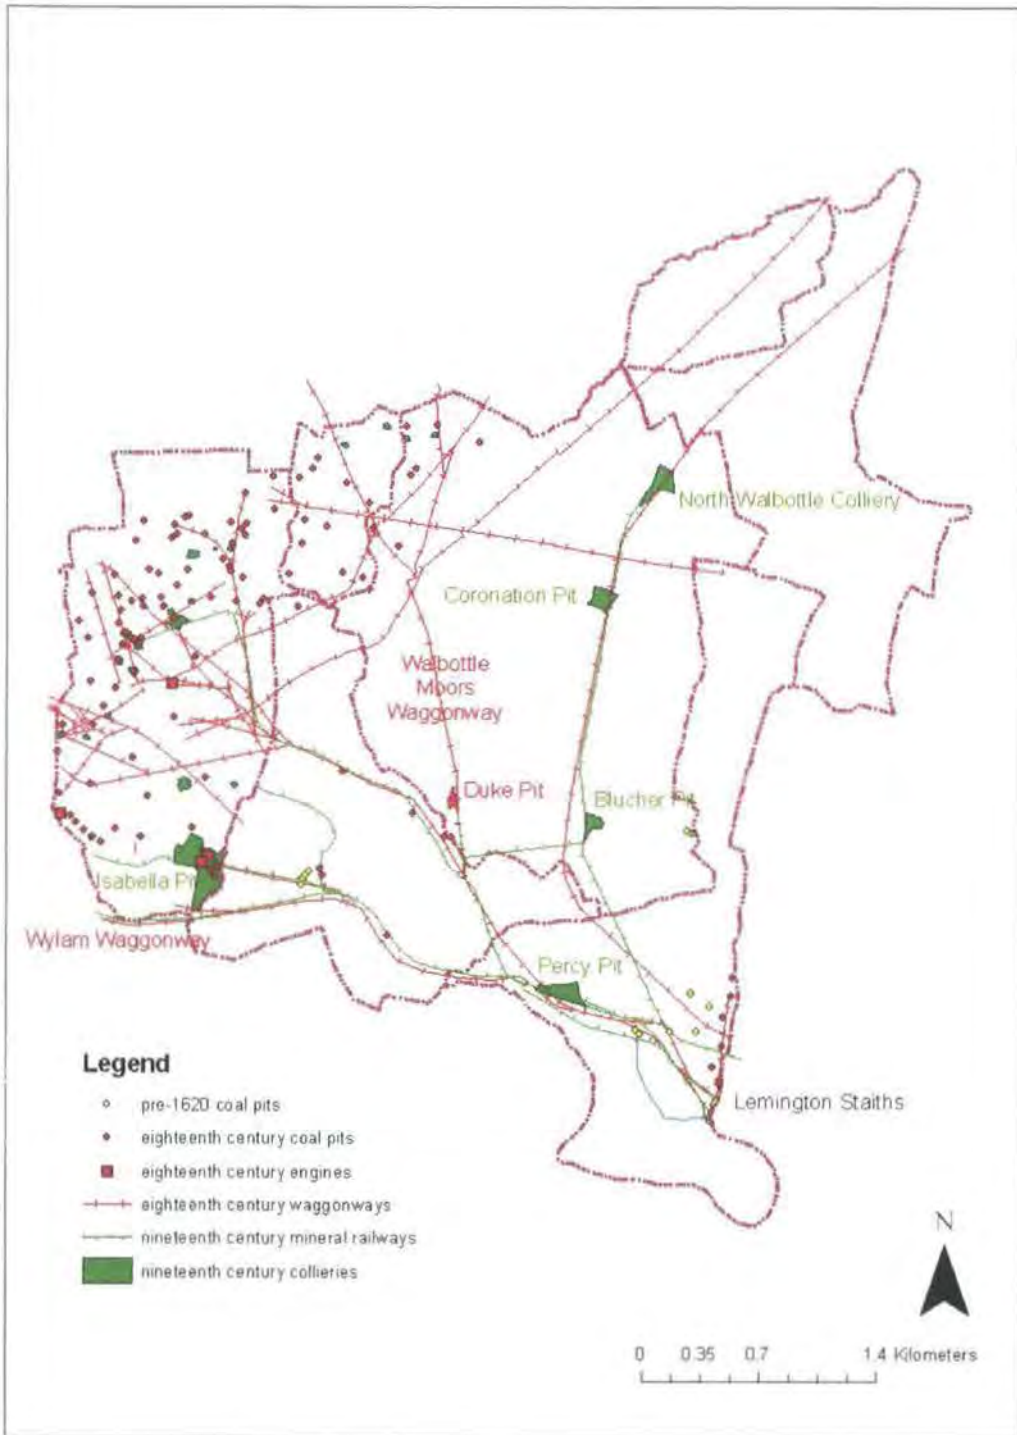 North Walbottle Colliery
Coronation Pit
Walbottle
Moors
Waggonway
Duke Pit
Blucher Pit
Isabella Pit
Wylam Waggonway
Percy Pit
Lemington Staiths
Legend
pre-1620 coal pits
eighteenth century coal pits
eighteenth century engines
eighteenth century waggonways
nineteenth century mineral railways
nineteenth century collieries
N
0 0.35 0.7 1.4 Kilometers